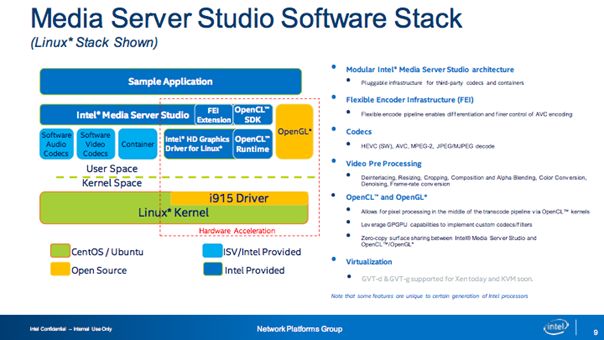 Media Server Studio Software Stack
(Linux* Stack Shown)
Sample Application
Intel® Media Server Studio
FEI
Extension
OpenCL™
SDK
OpenGL*
Software
Audio
Codecs
Software
Video
Codecs
Container
Intel® HD Graphics
Driver for Linux*
OpenCL™
Runtime
User Space
Kernel Space
i915 Driver
Linux* Kernel
Hardware Acceleration
CentOS / Ubuntu
ISV/Intel Provided
Open Source
Intel Provided
• Modular Intel® Media Server Studio architecture
• Pluggable infrastructure for third-party codecs and containers
• Flexible Encoder Infrastructure (FEI)
• Flexible encode pipeline enables differentiation and finer control of AVC encoding
• Codecs
• HEVC (SW), AVC, MPEG-2, JPEG/MJPEG decode
• Video Pre Processing
• Deinterlacing, Resizing, Cropping, Composition and Alpha Blending, Color Conversion,
Denoising, Frame-rate conversion
• OpenCL™ and OpenGL*
• Allows for pixel processing in the middle of the transcode pipeline via OpenCL™ kernels
• Leverage GPGPU capabilities to implement custom codecs/filters
• Zero-copy surface sharing between Intel® Media Server Studio and
OpenCL™/OpenGL*
• Virtualization
• GVT-d & GVT-g supported for Xen today and KVM soon.
Note that some features are unique to certain generation of Intel processors
Intel Confidential – Internal Use Only
Network Platforms Group
intel
9